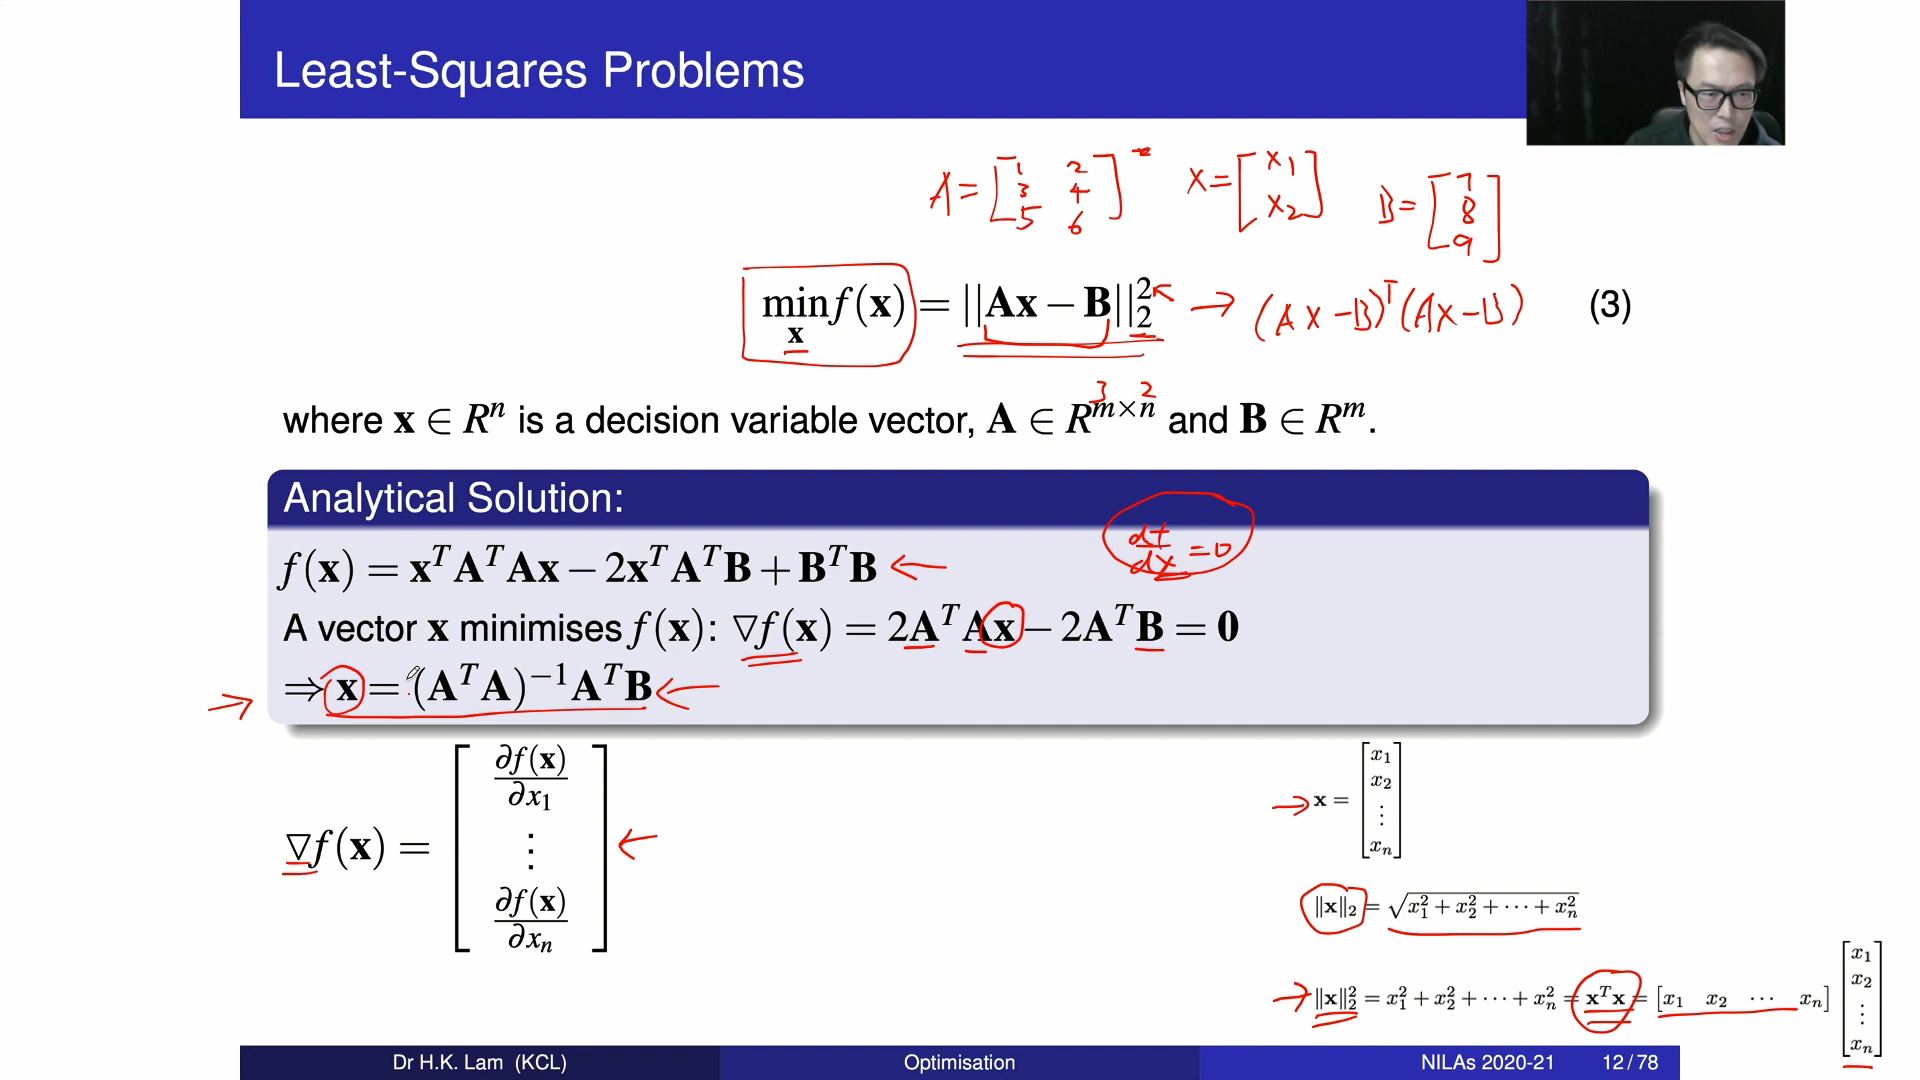 Least-Squares Problems
A = [1 2; 3 4; 5 6] x = [x₁; x₂] B = [7; 8; 9]
min f(x) = ||Ax − B||₂² → (Ax − B)ᵀ(Ax − B) (3)
x
3 2
where x ∈ Rⁿ is a decision variable vector, A ∈ Rᵐˣⁿ and B ∈ Rᵐ.
Analytical Solution:
df/dx = 0
f(x) = xᵀAᵀAx − 2xᵀAᵀB + BᵀB
A vector x minimises f(x): ▽f(x) = 2AᵀAx − 2AᵀB = 0
⇒ x = (AᵀA)⁻¹AᵀB
▽f(x) = [∂f(x)/∂x₁ ⋮ ∂f(x)/∂xₙ]
x = [x₁ x₂ ⋮ xₙ]
‖x‖₂ = √(x₁² + x₂² + ⋯ + xₙ²)
‖x‖₂² = x₁² + x₂² + ⋯ + xₙ² = xᵀx = [x₁ x₂ ⋯ xₙ] [x₁ x₂ ⋮ xₙ]
Dr H.K. Lam (KCL) Optimisation NILAs 2020-21 12 / 78